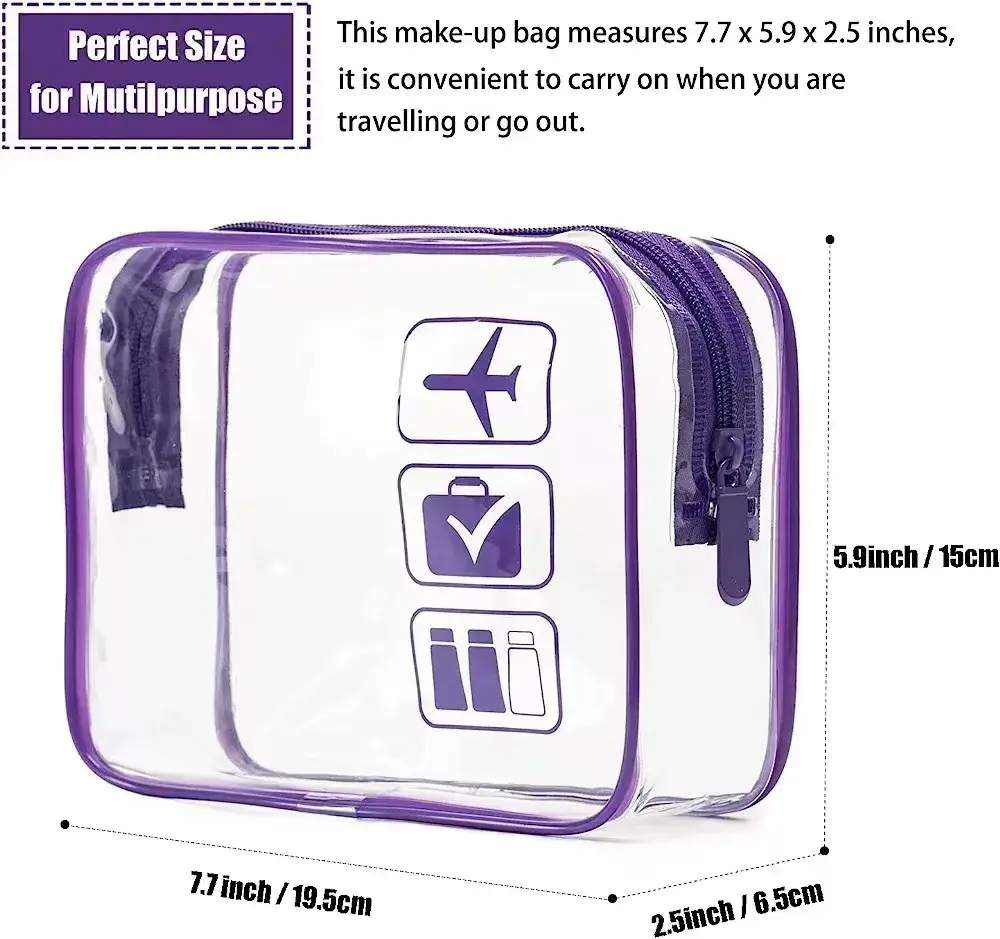 Perfect Size
for Mutilpurpose
This make-up bag measures 7.7 x 5.9 x 2.5 inches,
it is convenient to carry on when you are
travelling or go out.
5.9inch / 15cm
7.7inch / 19.5cm
2.5inch / 6.5cm